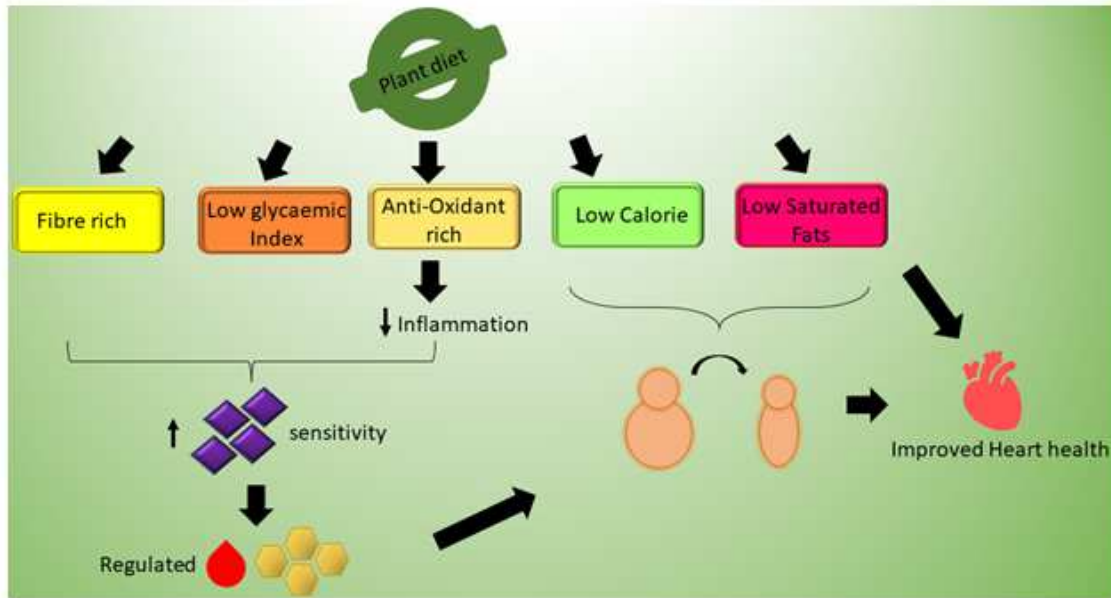 Plant diet
Fibre rich
Low glycaemic
Index
Anti-Oxidant
rich
Low Calorie
Low Saturated
Fats
Inflammation
sensitivity
Improved Heart health
Regulated